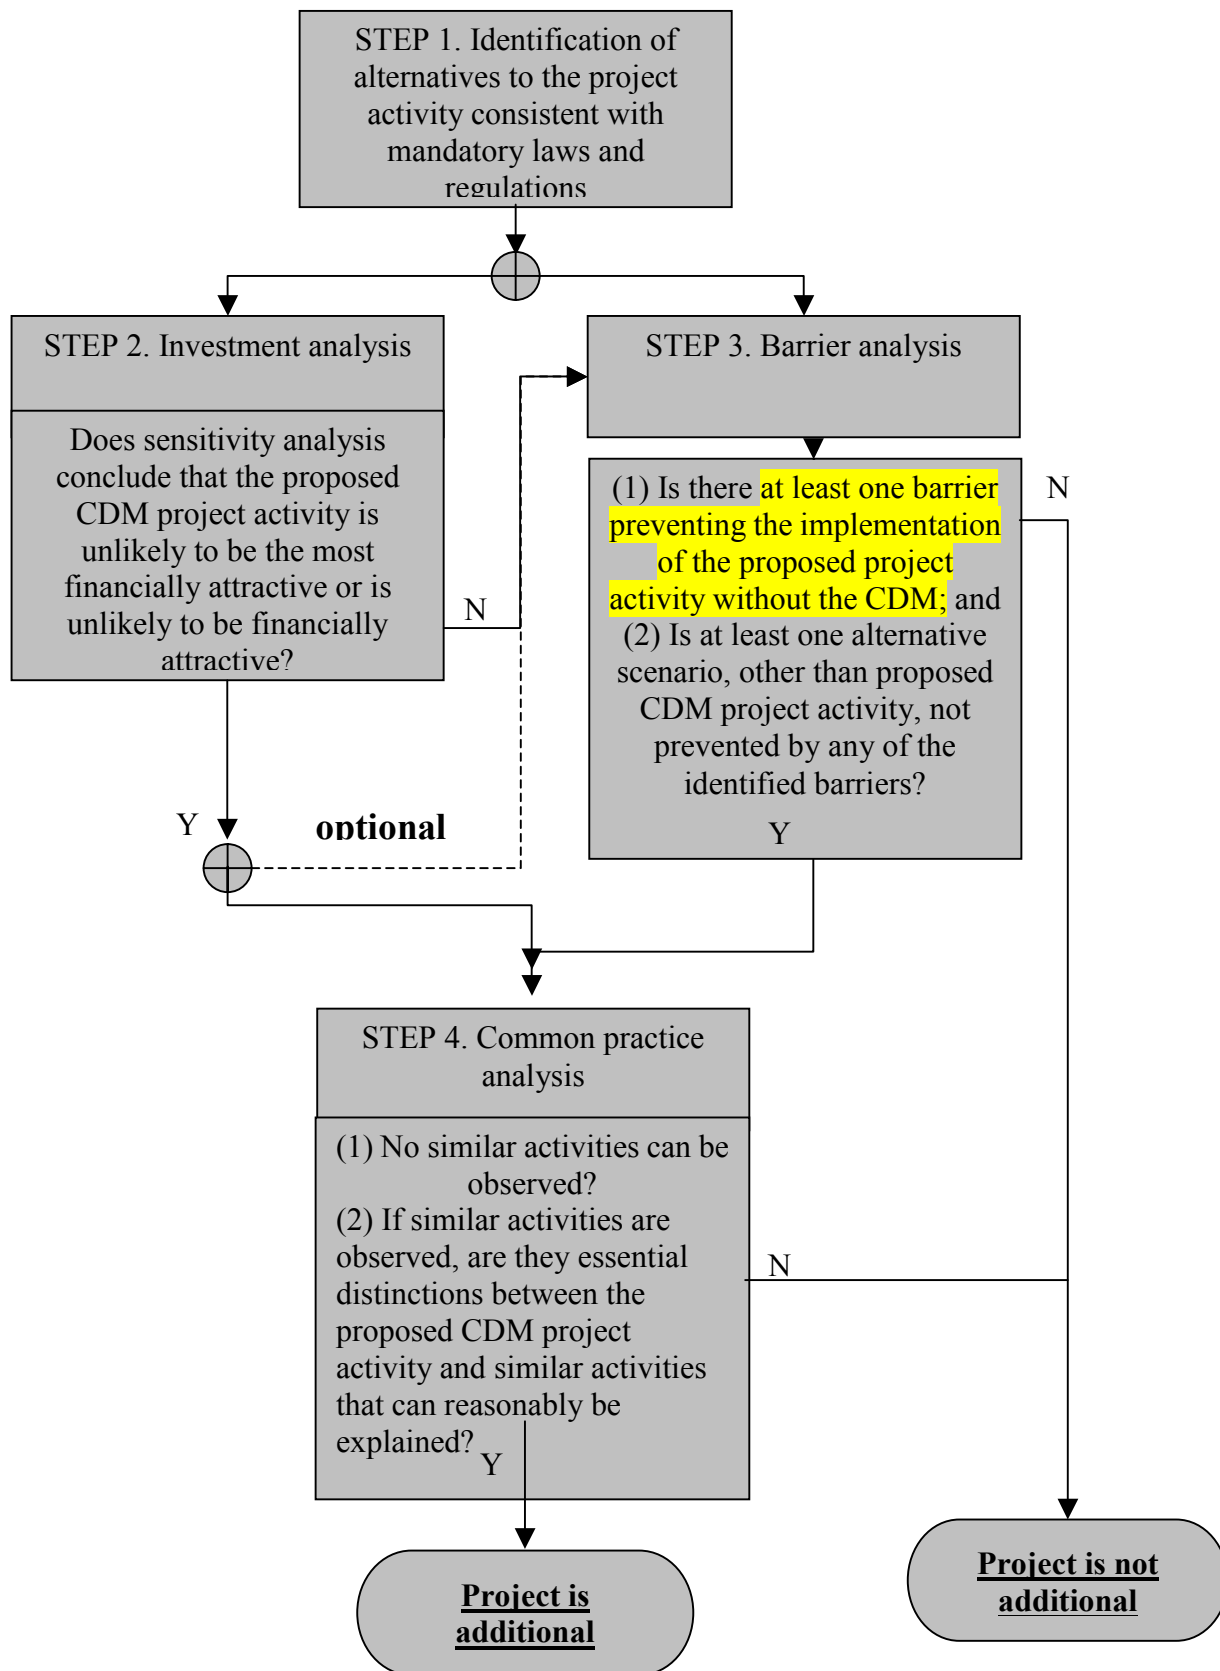 STEP 1. Identification of
alternatives to the project
activity consistent with
mandatory laws and
regulations
STEP 2. Investment analysis
Does sensitivity analysis
conclude that the proposed
CDM project activity is
unlikely to be the most
financially attractive or is
unlikely to be financially
attractive?
N
Y
optional
STEP 3. Barrier analysis
(1) Is there at least one barrier
preventing the implementation
of the proposed project
activity without the CDM; and
(2) Is at least one alternative
scenario, other than proposed
CDM project activity, not
prevented by any of the
identified barriers?
N
Y
STEP 4. Common practice
analysis
(1) No similar activities can be
observed?
(2) If similar activities are
observed, are they essential
distinctions between the
proposed CDM project
activity and similar activities
that can reasonably be
explained?
N
Y
Project is
additional
Project is not
additional